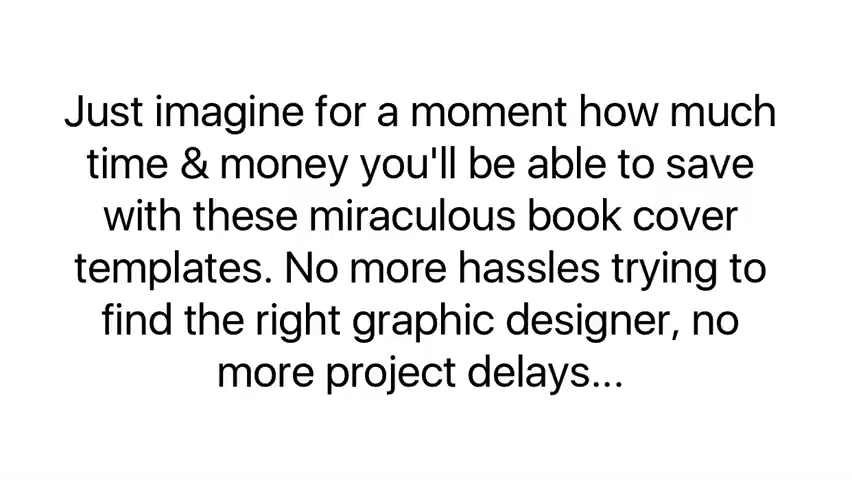 Just imagine for a moment how much
time & money you'll be able to save
with these miraculous book cover
templates. No more hassles trying to
find the right graphic designer, no
more project delays...